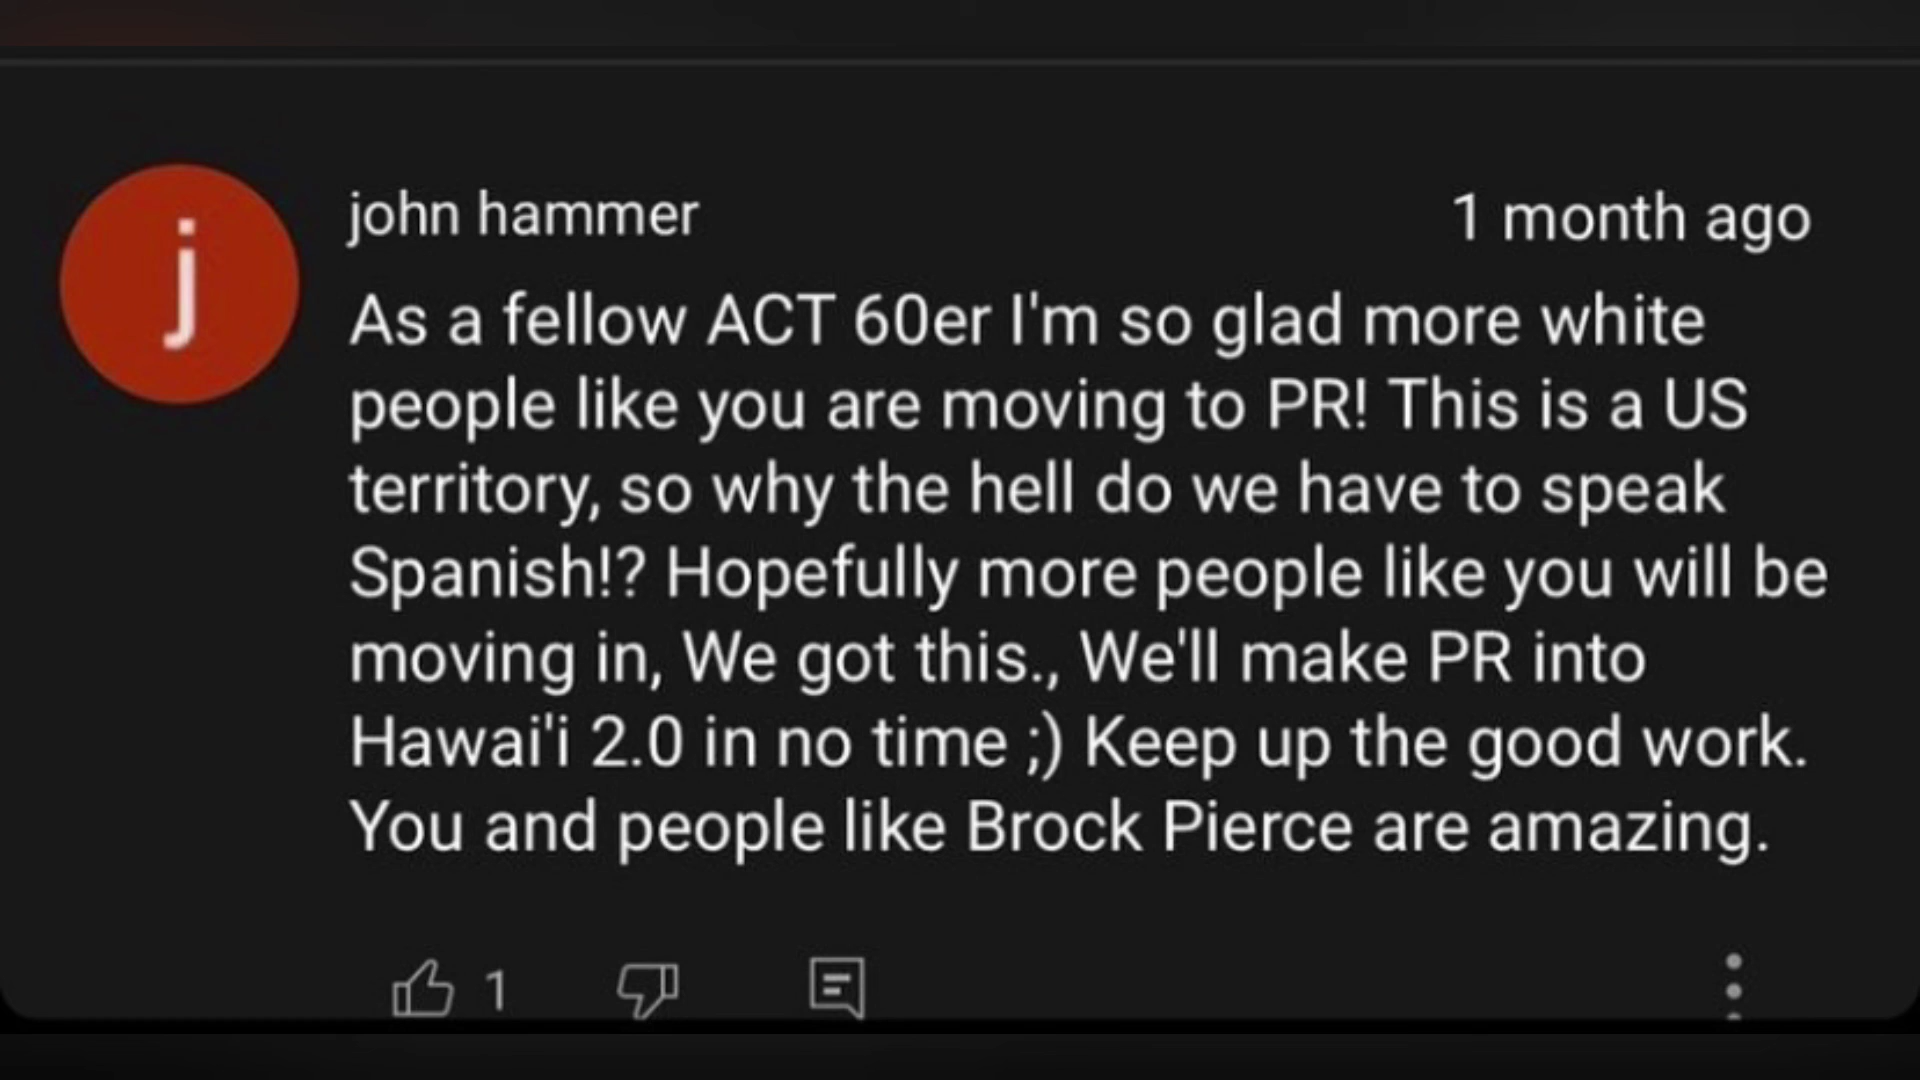 j
john hammer 1 month ago
As a fellow ACT 60er I'm so glad more white
people like you are moving to PR! This is a US
territory, so why the hell do we have to speak
Spanish!? Hopefully more people like you will be
moving in, We got this., We'll make PR into
Hawai'i 2.0 in no time ;) Keep up the good work.
You and people like Brock Pierce are amazing.
1